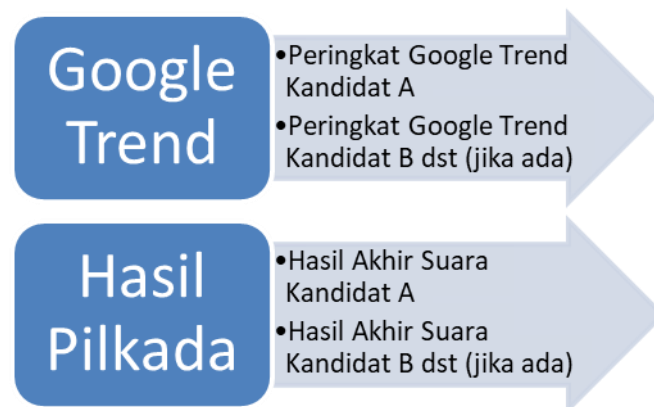 Google
Trend
•Peringkat Google Trend
Kandidat A
•Peringkat Google Trend
Kandidat B dst (jika ada)
Hasil
Pilkada
•Hasil Akhir Suara
Kandidat A
•Hasil Akhir Suara
Kandidat B dst (jika ada)